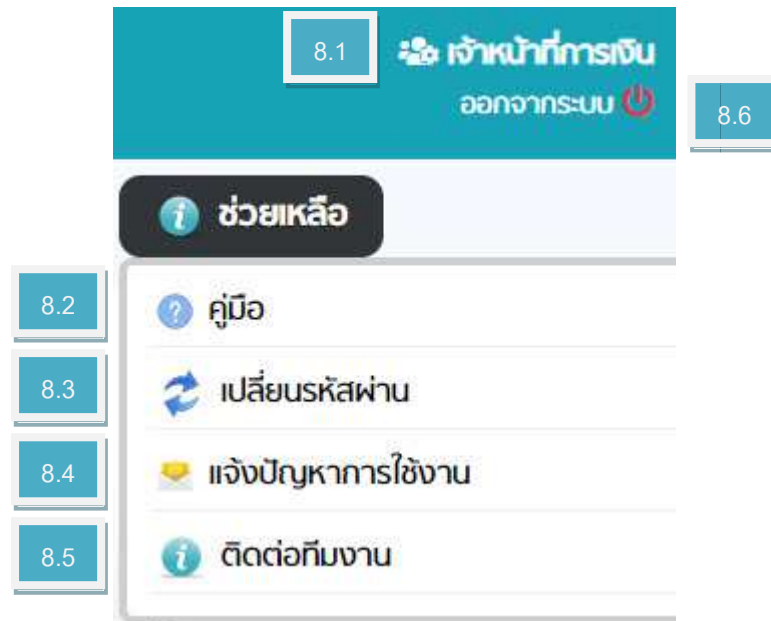 8.1 เจ้าหน้าที่การเงิน
ออกจากระบบ 8.6
ช่วยเหลือ
8.2 คู่มือ
8.3 เปลี่ยนรหัสผ่าน
8.4 แจ้งปัญหาการใช้งาน
8.5 ติดต่อทีมงาน